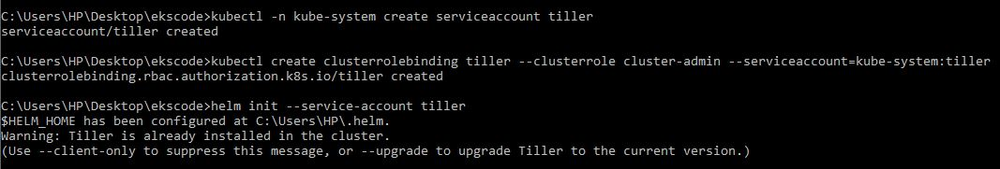 C:\Users\HP\Desktop\ekscode>kubectl -n kube-system create serviceaccount tiller
serviceaccount/tiller created
C:\Users\HP\Desktop\ekscode>kubectl create clusterrolebinding tiller --clusterrole cluster-admin --serviceaccount=kube-system:tiller
clusterrolebinding.rbac.authorization.k8s.io/tiller created
C:\Users\HP\Desktop\ekscode>helm init --service-account tiller
$HELM_HOME has been configured at C:\Users\HP\.helm.
Warning: Tiller is already installed in the cluster.
(Use --client-only to suppress this message, or --upgrade to upgrade Tiller to the current version.)